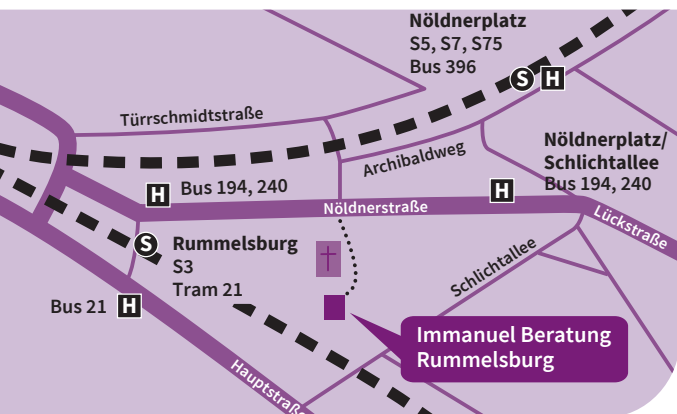 Nöldnerplatz
S5, S7, S75
Bus 396
S
H
Türrschmidtstraße
Archibaldweg
Nöldnerplatz/
Schlichtallee
Bus 194, 240
H
Bus 194, 240
H
Nöldnerstraße
Lückstraße
S
Rummelsburg
S3
Tram 21
Schlichtallee
Bus 21
H
Immanuel Beratung
Rummelsburg
Hauptstraße